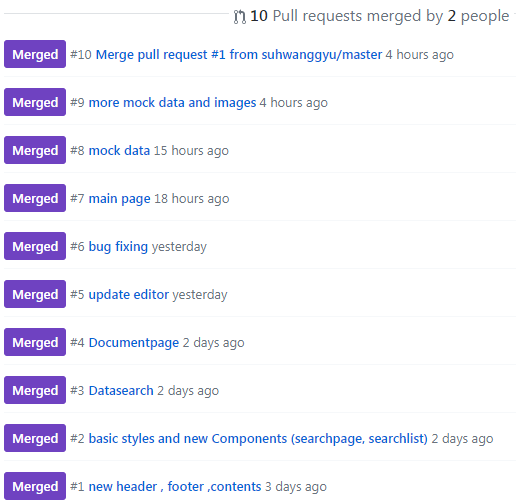 10 Pull requests merged by 2 people
Merged #10 Merge pull request #1 from suhwanggyu/master 4 hours ago
Merged #9 more mock data and images 4 hours ago
Merged #8 mock data 15 hours ago
Merged #7 main page 18 hours ago
Merged #6 bug fixing yesterday
Merged #5 update editor yesterday
Merged #4 Documentpage 2 days ago
Merged #3 Datasearch 2 days ago
Merged #2 basic styles and new Components (searchpage, searchlist) 2 days ago
Merged #1 new header , footer ,contents 3 days ago